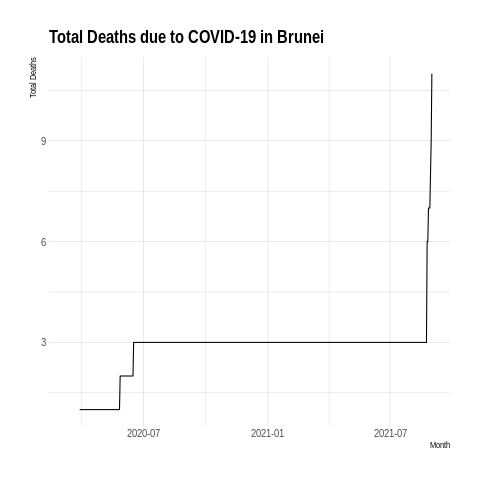 Total Deaths due to COVID-19 in Brunei
Total Deaths
9
6
3
2020-07
2021-01
2021-07
Month